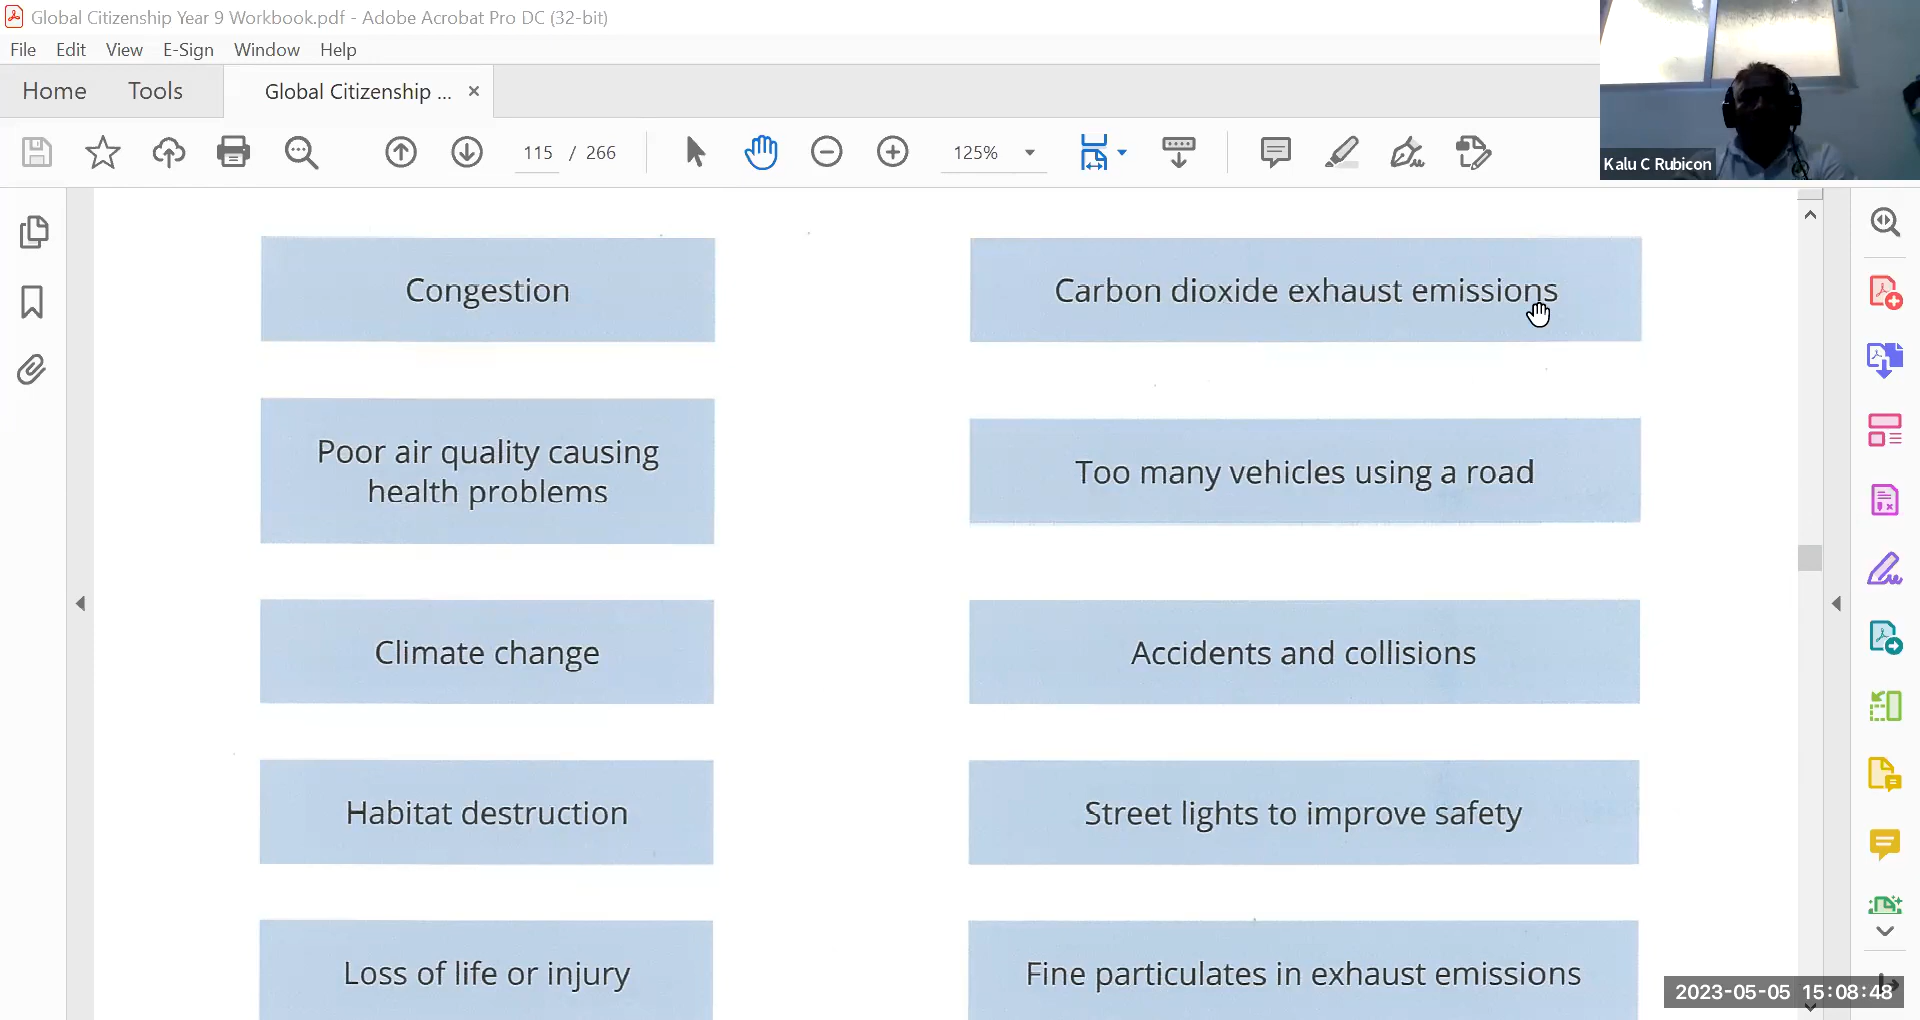 Global Citizenship Year 9 Workbook.pdf - Adobe Acrobat Pro DC (32-bit)
File Edit View E-Sign Window Help
Home Tools Global Citizenship ... ×
115 / 266 125%
Kalu C Rubicon
Congestion
Carbon dioxide exhaust emissions
Poor air quality causing
health problems
Too many vehicles using a road
Climate change
Accidents and collisions
Habitat destruction
Street lights to improve safety
Loss of life or injury
Fine particulates in exhaust emissions
2023-05-05 15:08:48